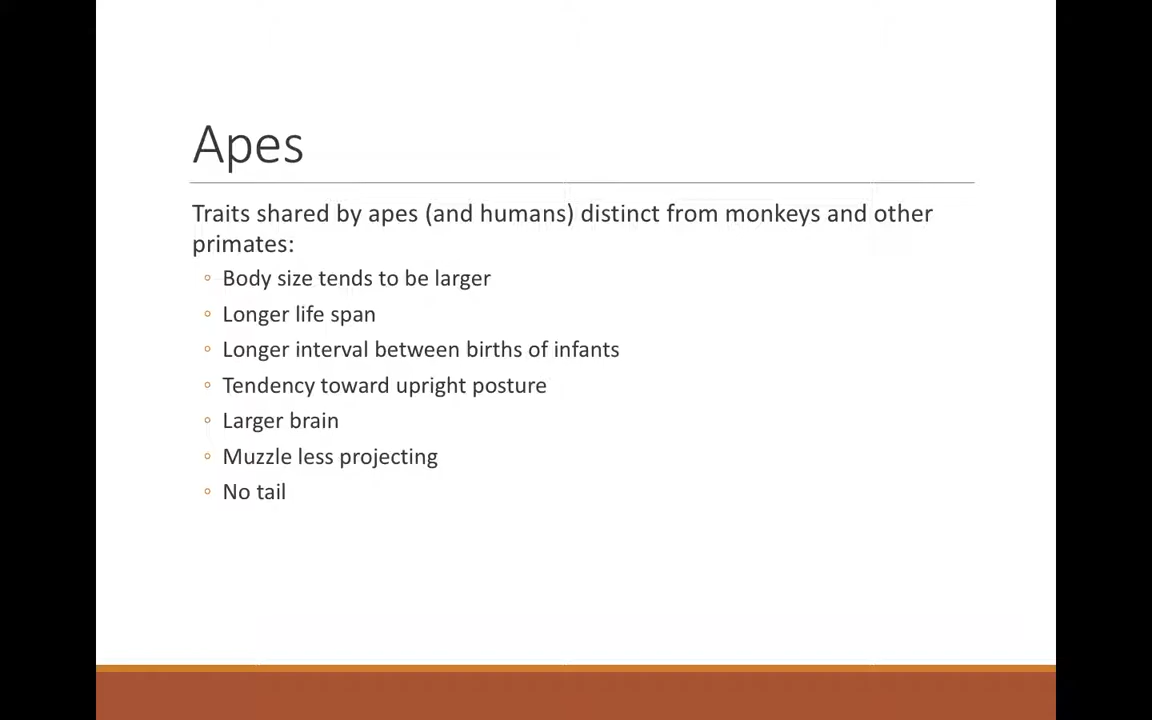 Apes
Traits shared by apes (and humans) distinct from monkeys and other
primates:
◦ Body size tends to be larger
◦ Longer life span
◦ Longer interval between births of infants
◦ Tendency toward upright posture
◦ Larger brain
◦ Muzzle less projecting
◦ No tail